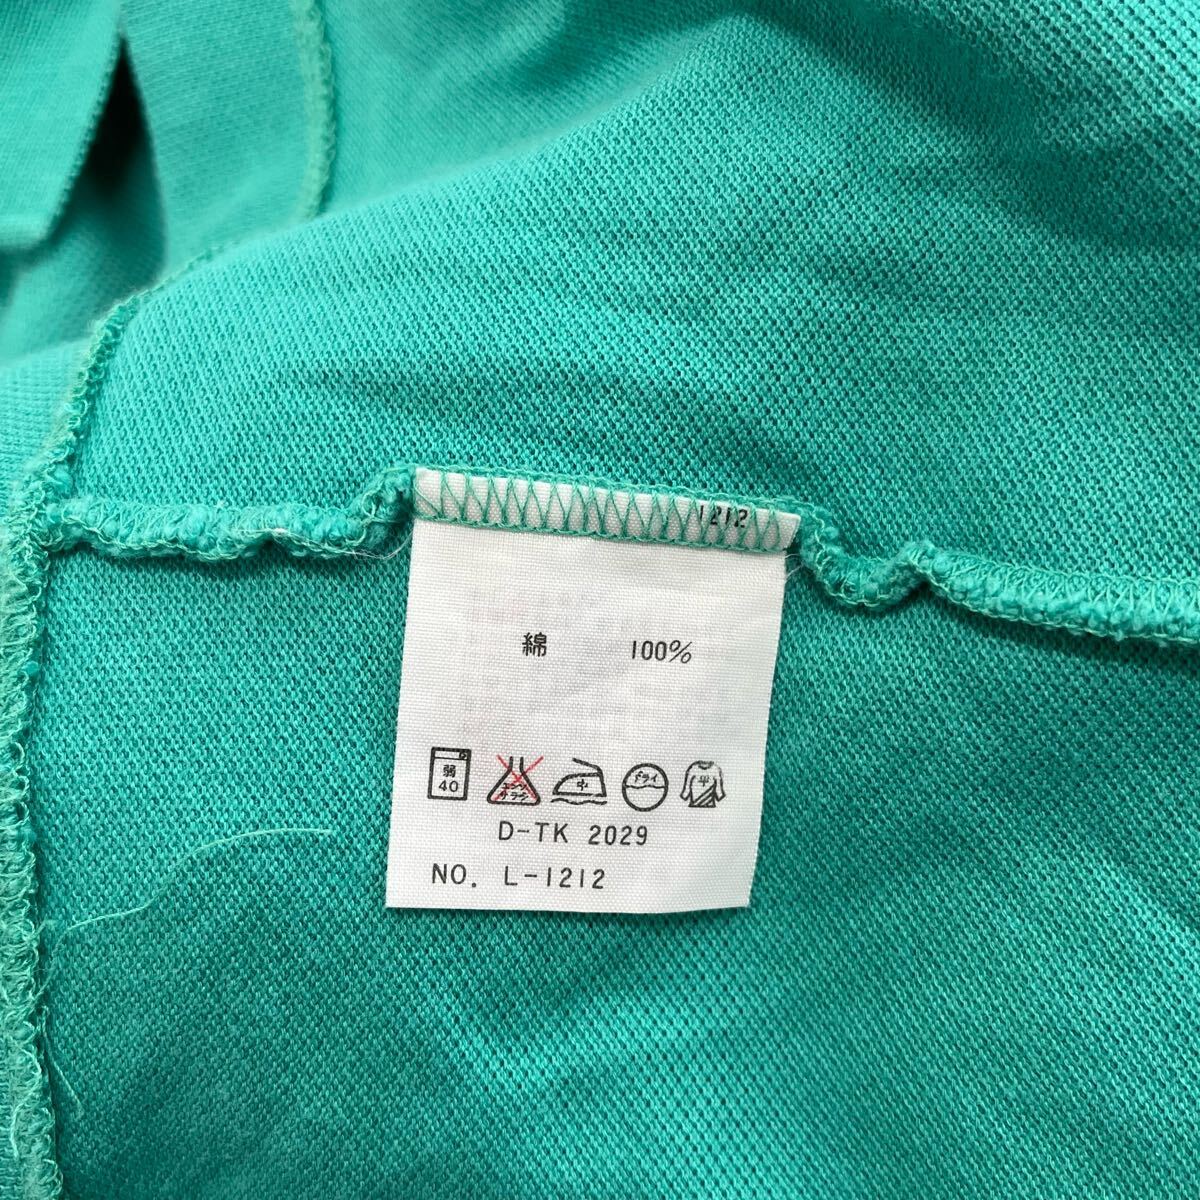 1212
綿 100%
弱 40 エンソ サラシ 中 ドライ 平
D-TK 2029
NO. L-1212